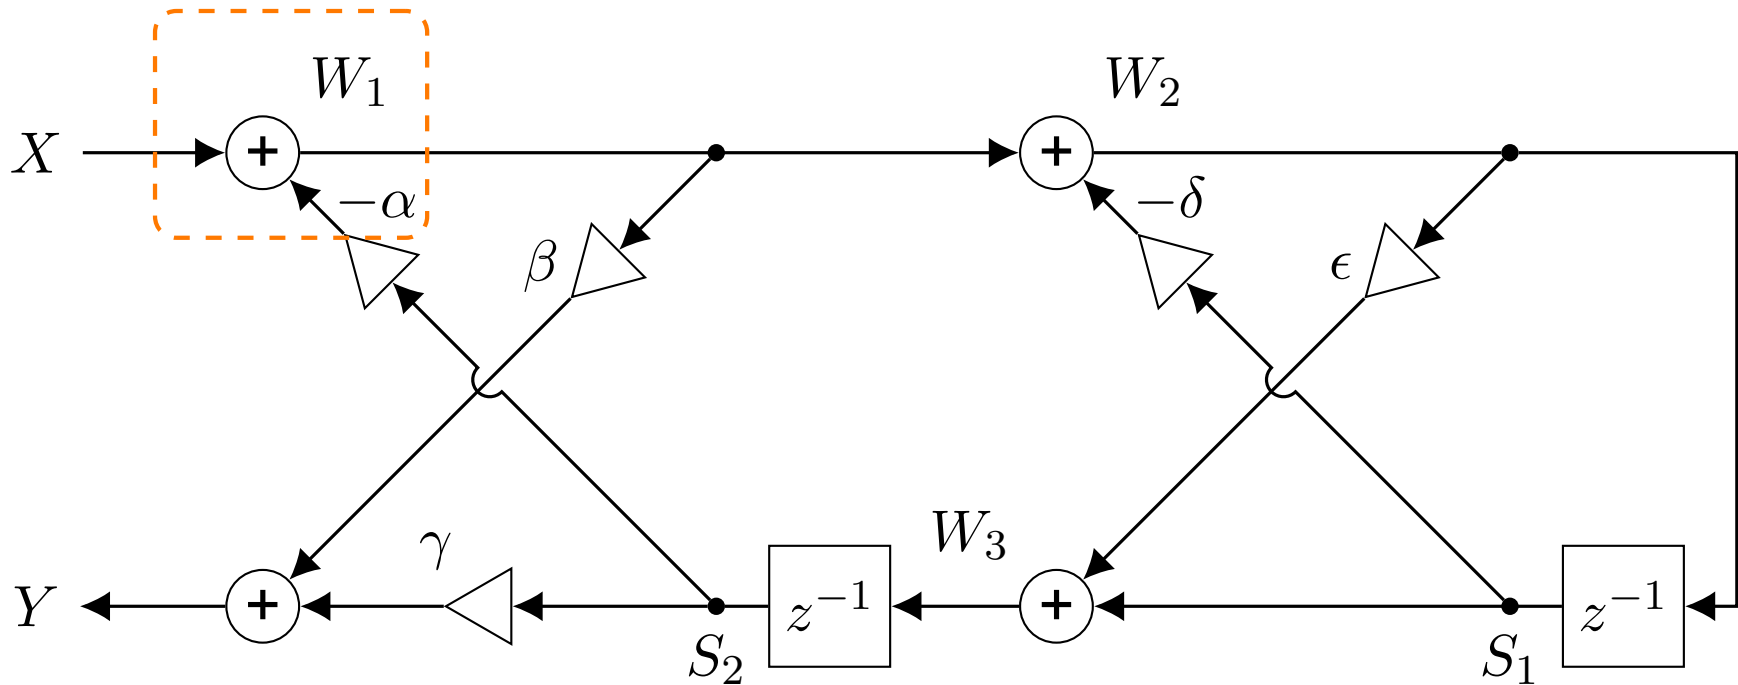 W₁ W₂
X + +
−α −δ
β ϵ
γ W₃
Y + z⁻¹ + z⁻¹
S₂ S₁